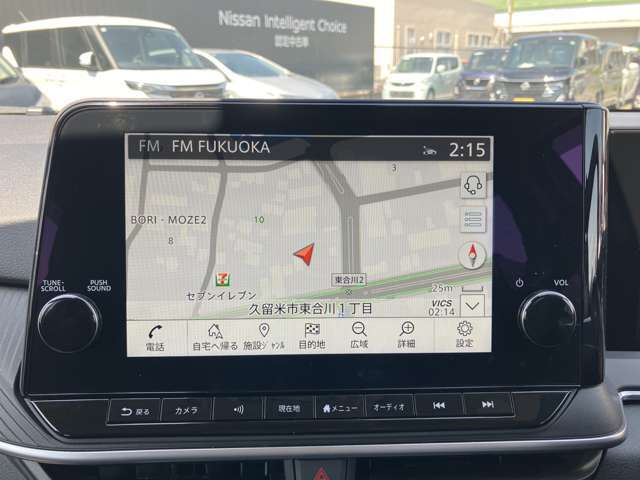 Nissan Intelligent Choice
認定中古車
FM FM FUKUOKA 2:15
3
BORI - MOZE2
10
8
東合川2
セブンイレブン
25m
久留米市東合川1丁目
VICS
02:14
TUNE·SCROLL
PUSH SOUND
VOL
電話
自宅へ帰る
施設ジャンル
目的地
広域
詳細
設定
戻る
カメラ
現在地
メニュー
オーディオ